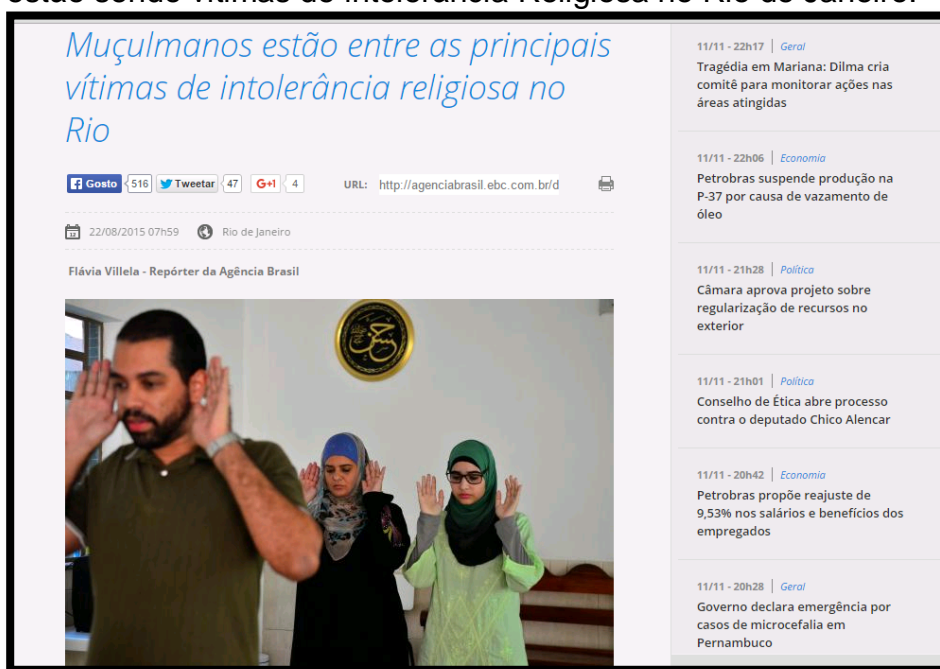 estão sendo vítimas de Intolerância Religiosa no Rio de Janeiro.
Muçulmanos estão entre as principais
vítimas de intolerância religiosa no
Rio
Gosto 516 Tweetar 47 G+1 4 URL: http://agenciabrasil.ebc.com.br/d
22/08/2015 07h59 Rio de Janeiro
Flávia Villela - Repórter da Agência Brasil
11/11 - 22h17 | Geral
Tragédia em Mariana: Dilma cria
comitê para monitorar ações nas
áreas atingidas
11/11 - 22h06 | Economia
Petrobras suspende produção na
P-37 por causa de vazamento de
óleo
11/11 - 21h28 | Política
Câmara aprova projeto sobre
regularização de recursos no
exterior
11/11 - 21h01 | Política
Conselho de Ética abre processo
contra o deputado Chico Alencar
11/11 - 20h42 | Economia
Petrobras propõe reajuste de
9,53% nos salários e benefícios dos
empregados
11/11 - 20h28 | Geral
Governo declara emergência por
casos de microcefalia em
Pernambuco